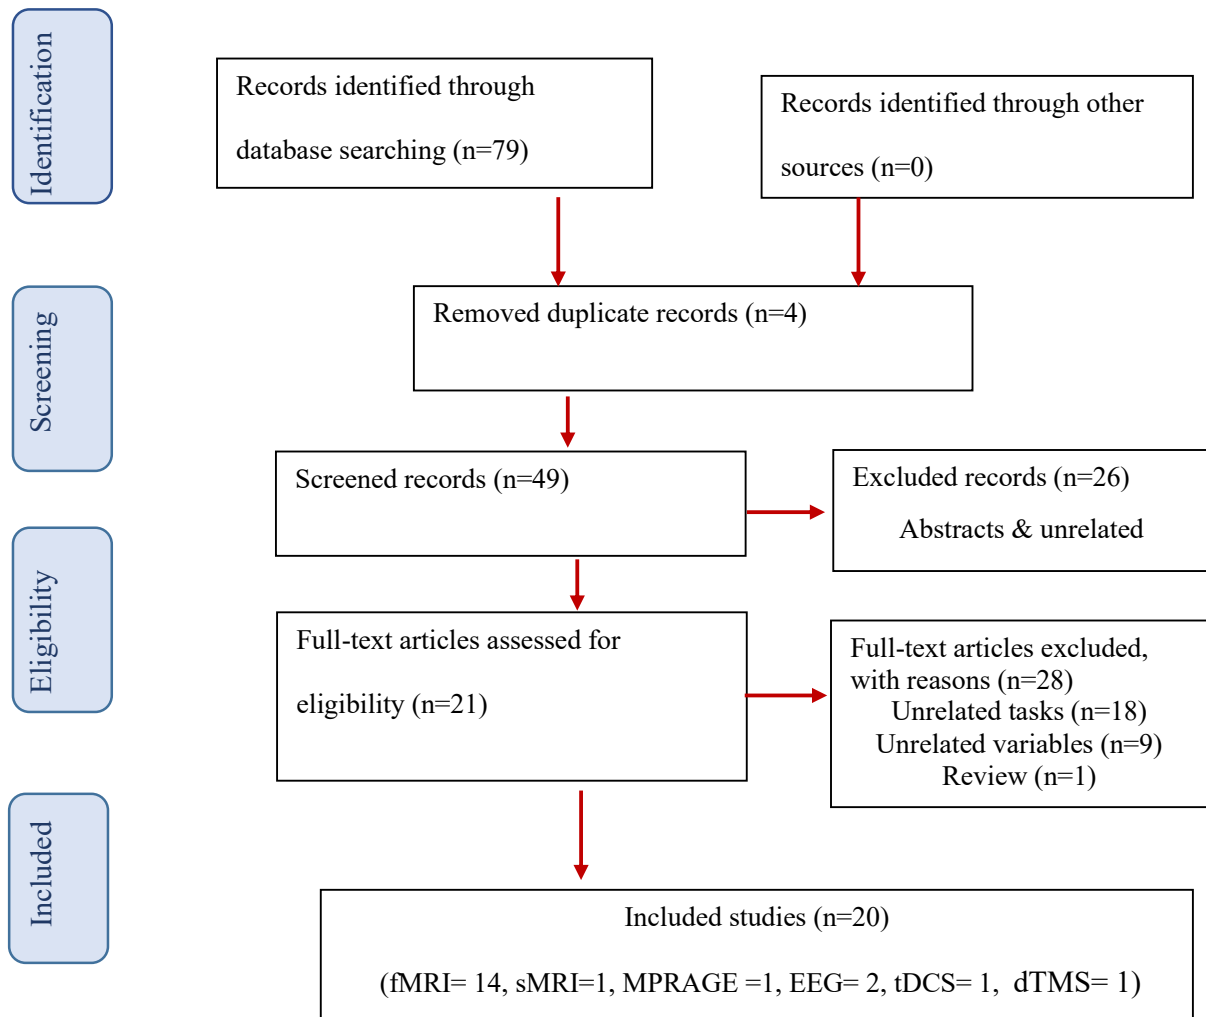 Identification
Records identified through
database searching (n=79)
Records identified through other
sources (n=0)
Screening
Removed duplicate records (n=4)
Screened records (n=49)
Excluded records (n=26)
Abstracts & unrelated
Eligibility
Full-text articles assessed for
eligibility (n=21)
Full-text articles excluded,
with reasons (n=28)
Unrelated tasks (n=18)
Unrelated variables (n=9)
Review (n=1)
Included
Included studies (n=20)
(fMRI= 14, sMRI=1, MPRAGE =1, EEG= 2, tDCS= 1, dTMS= 1)